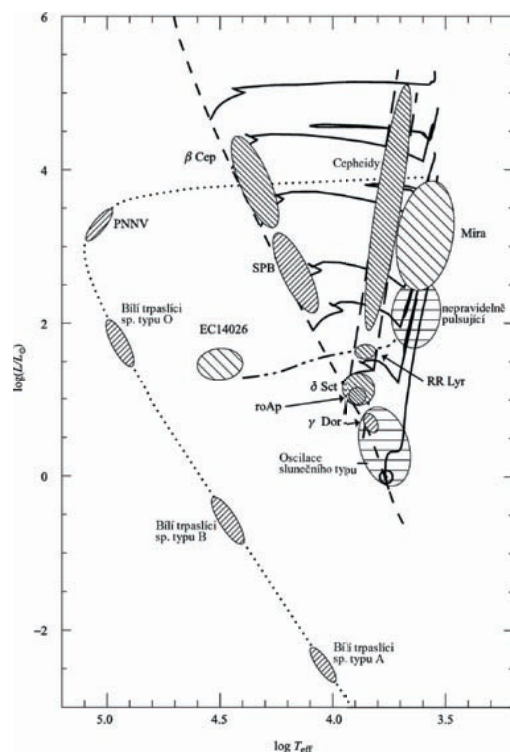 6
4
2
0
−2
log(L/L⊙)
β Cep
Cepheidy
PNNV
Mira
SPB
Bílí trpaslíci
sp. typu O
EC14026
nepravidelně
pulsující
RR Lyr
δ Sct
roAp
γ Dor
Oscilace
slunečního typu
Bílí trpaslíci
sp. typu B
Bílí trpaslíci
sp. typu A
5.0 4.5 4.0 3.5
log Teff